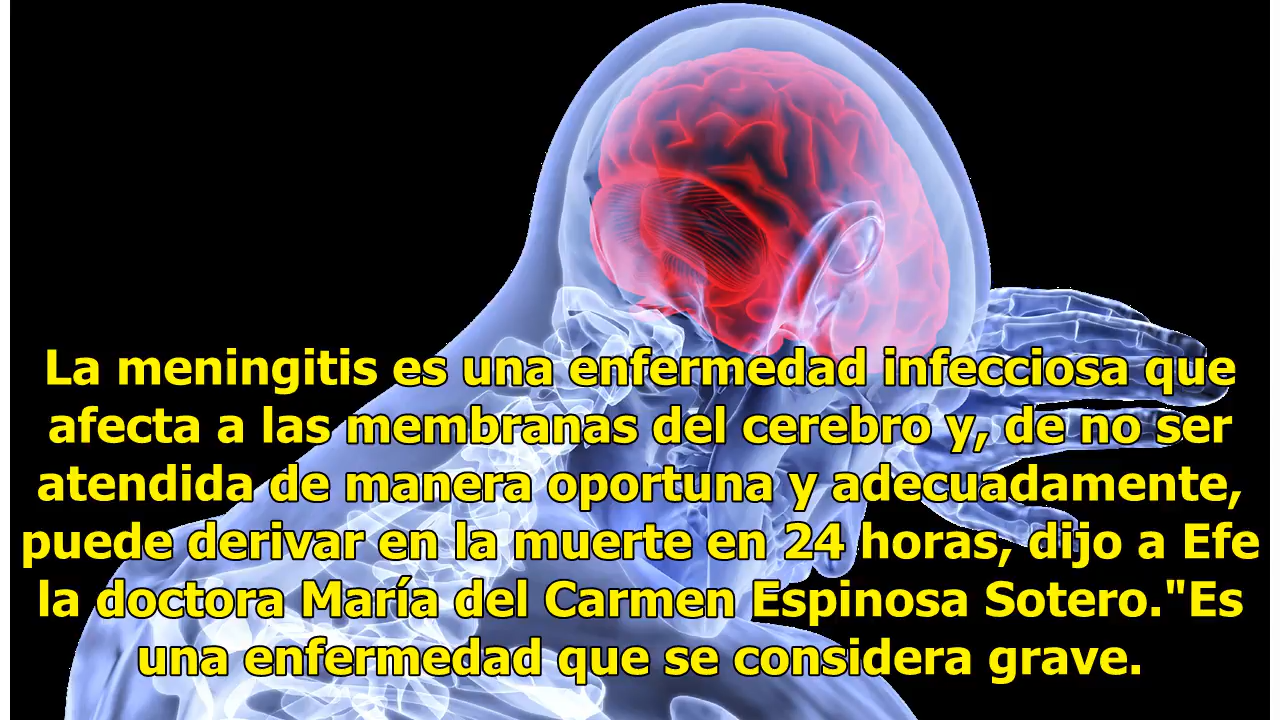 La meningitis es una enfermedad infecciosa que
afecta a las membranas del cerebro y, de no ser
atendida de manera oportuna y adecuadamente,
puede derivar en la muerte en 24 horas, dijo a Efe
la doctora María del Carmen Espinosa Sotero."Es
una enfermedad que se considera grave.